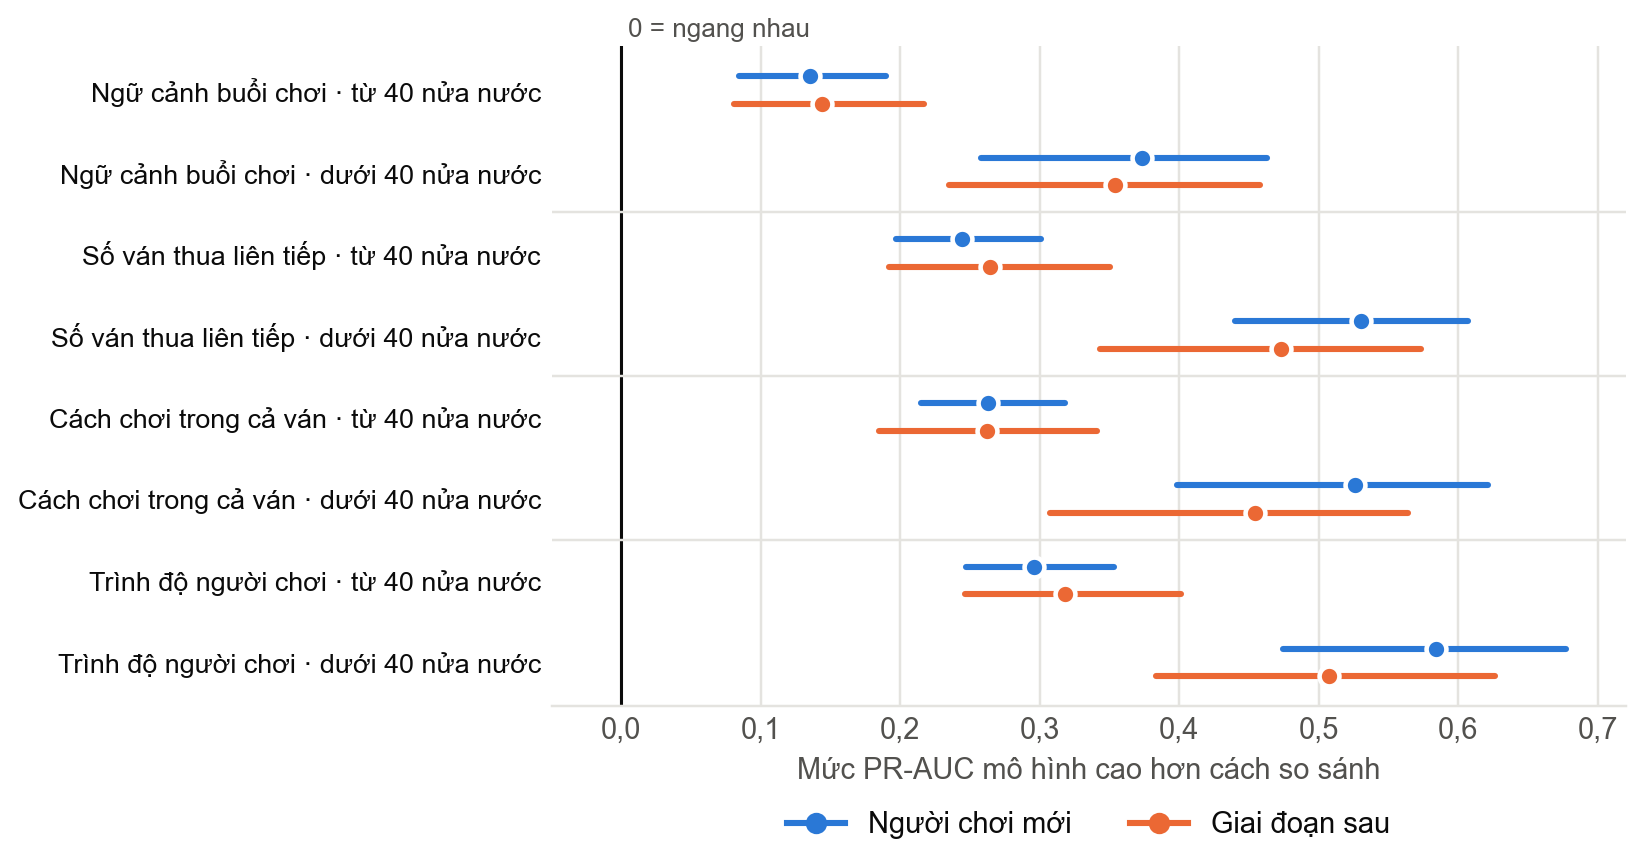 0 = ngang nhau
Ngữ cảnh buổi chơi · từ 40 nửa nước
Ngữ cảnh buổi chơi · dưới 40 nửa nước
Số ván thua liên tiếp · từ 40 nửa nước
Số ván thua liên tiếp · dưới 40 nửa nước
Cách chơi trong cả ván · từ 40 nửa nước
Cách chơi trong cả ván · dưới 40 nửa nước
Trình độ người chơi · từ 40 nửa nước
Trình độ người chơi · dưới 40 nửa nước
0,0 0,1 0,2 0,3 0,4 0,5 0,6 0,7
Mức PR-AUC mô hình cao hơn cách so sánh
Người chơi mới Giai đoạn sau